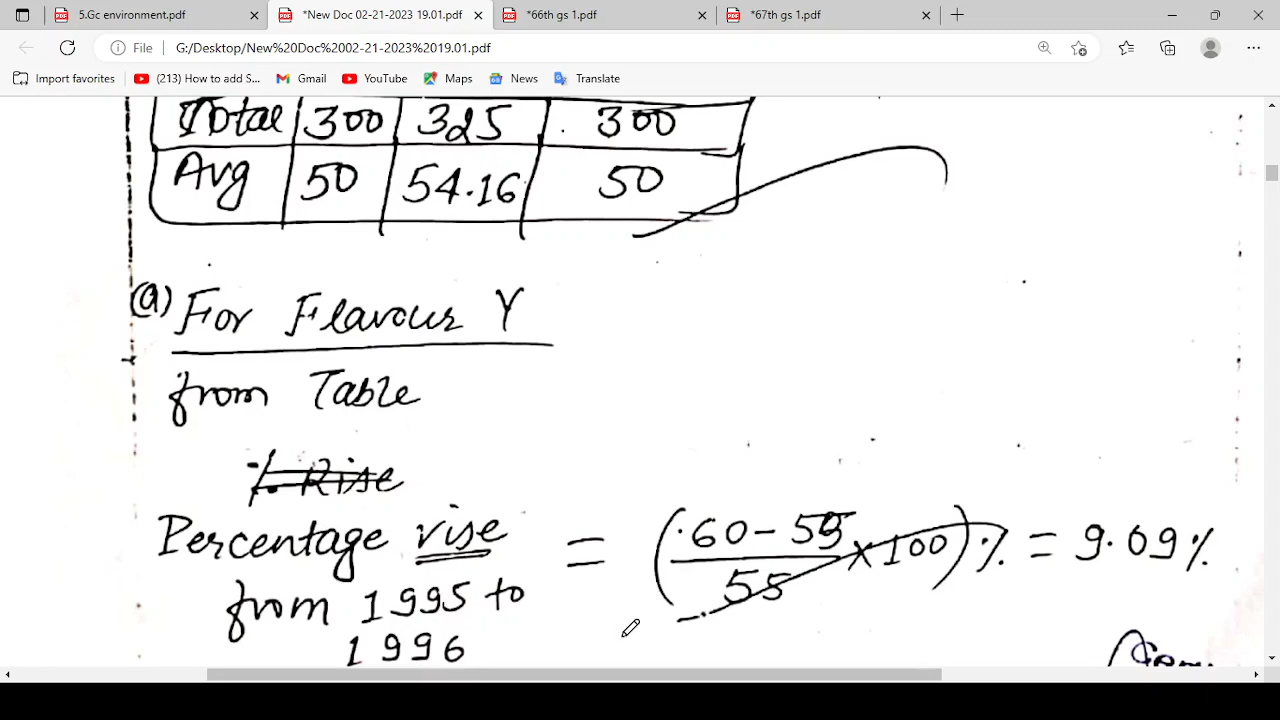 5.Gc environment.pdf
*New Doc 02-21-2023 19.01.pdf
*66th gs 1.pdf
*67th gs 1.pdf
File G:/Desktop/New%20Doc%2002-21-2023%2019.01.pdf
Import favorites
(213) How to add S...
Gmail
YouTube
Maps
News
Translate
Total 300 325 300
Avg 50 54.16 50
(a) For Flavour Y
from Table
Percentage rise = (60-55/55 ×100)% = 9.09%
from 1995 to
1996